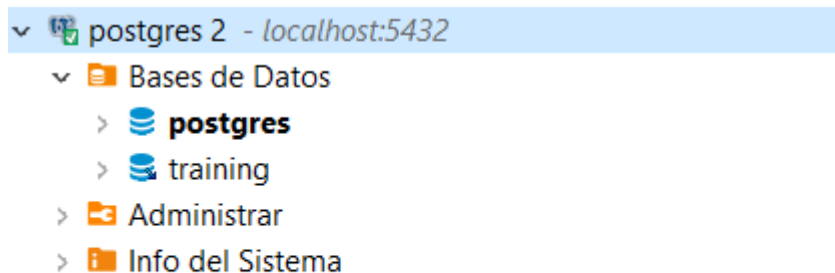 postgres 2 - localhost:5432
Bases de Datos
postgres
training
Administrar
Info del Sistema